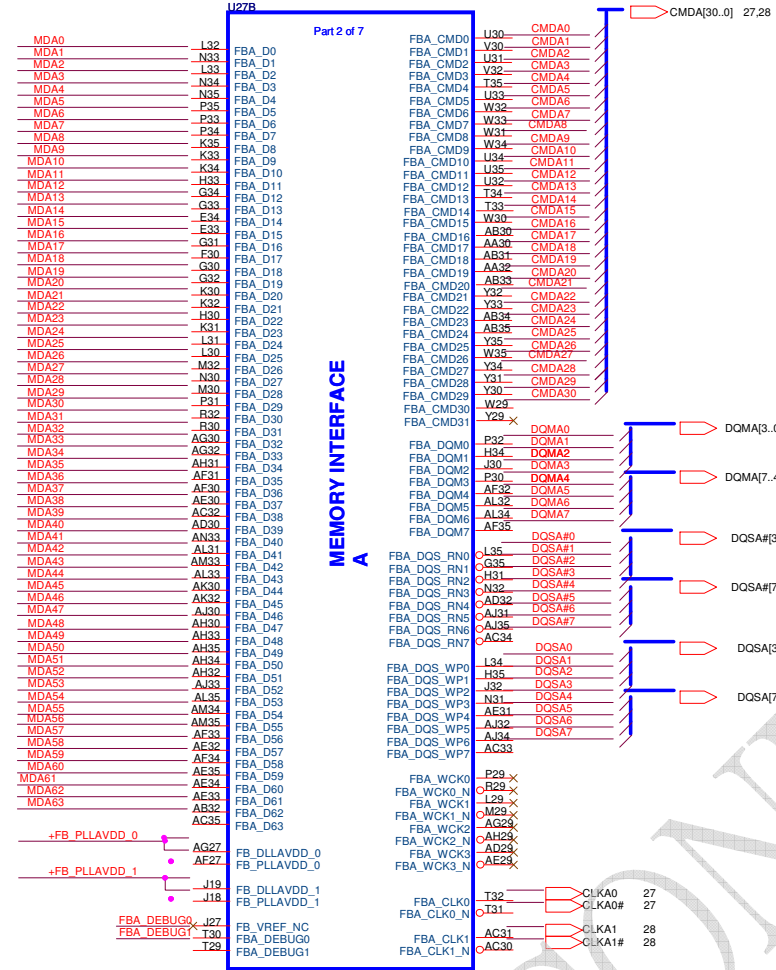 U27B
Part 2 of 7
MEMORY INTERFACE
A
MDA0 L32 FBA_D0
MDA1 N33 FBA_D1
MDA2 L33 FBA_D2
MDA3 N34 FBA_D3
MDA4 N35 FBA_D4
MDA5 P35 FBA_D5
MDA6 P33 FBA_D6
MDA7 P34 FBA_D7
MDA8 K35 FBA_D8
MDA9 K33 FBA_D9
MDA10 K34 FBA_D10
MDA11 H33 FBA_D11
MDA12 G34 FBA_D12
MDA13 G33 FBA_D13
MDA14 E34 FBA_D14
MDA15 E33 FBA_D15
MDA16 G31 FBA_D16
MDA17 F30 FBA_D17
MDA18 G30 FBA_D18
MDA19 G32 FBA_D19
MDA20 K30 FBA_D20
MDA21 K32 FBA_D21
MDA22 H30 FBA_D22
MDA23 K31 FBA_D23
MDA24 L31 FBA_D24
MDA25 L30 FBA_D25
MDA26 M32 FBA_D26
MDA27 N30 FBA_D27
MDA28 M30 FBA_D28
MDA29 P31 FBA_D29
MDA30 R32 FBA_D30
MDA31 R30 FBA_D31
MDA32 AG30 FBA_D32
MDA33 AG32 FBA_D33
MDA34 AH31 FBA_D34
MDA35 AF31 FBA_D35
MDA36 AF30 FBA_D36
MDA37 AE30 FBA_D37
MDA38 AC32 FBA_D38
MDA39 AD30 FBA_D39
MDA40 AN33 FBA_D40
MDA41 AL31 FBA_D41
MDA42 AM33 FBA_D42
MDA43 AL33 FBA_D43
MDA44 AK30 FBA_D44
MDA45 AK32 FBA_D45
MDA46 AJ30 FBA_D46
MDA47 AH30 FBA_D47
MDA48 AH33 FBA_D48
MDA49 AH35 FBA_D49
MDA50 AH34 FBA_D50
MDA51 AH32 FBA_D51
MDA52 AJ33 FBA_D52
MDA53 AL35 FBA_D53
MDA54 AM34 FBA_D54
MDA55 AM35 FBA_D55
MDA56 AF33 FBA_D56
MDA57 AE32 FBA_D57
MDA58 AF34 FBA_D58
MDA59 AE35 FBA_D59
MDA60 AE34 FBA_D60
MDA61 AE33 FBA_D61
MDA62 AB32 FBA_D62
MDA63 AC35 FBA_D63
+FB_PLLAVDD_0 AG27 FB_DLLAVDD_0
AF27 FB_PLLAVDD_0
+FB_PLLAVDD_1 J19 FB_DLLAVDD_1
J18 FB_PLLAVDD_1
J27 FB_VREF_NC
FBA_DEBUG0 T30 FBA_DEBUG0
FBA_DEBUG1 T29 FBA_DEBUG1
FBA_CMD0 U30 CMDA0
FBA_CMD1 V30 CMDA1
FBA_CMD2 U31 CMDA2
FBA_CMD3 V32 CMDA3
FBA_CMD4 T35 CMDA4
FBA_CMD5 U33 CMDA5
FBA_CMD6 W32 CMDA6
FBA_CMD7 W33 CMDA7
FBA_CMD8 W31 CMDA8
FBA_CMD9 W34 CMDA9
FBA_CMD10 U34 CMDA10
FBA_CMD11 U35 CMDA11
FBA_CMD12 U32 CMDA12
FBA_CMD13 T34 CMDA13
FBA_CMD14 T33 CMDA14
FBA_CMD15 W30 CMDA15
FBA_CMD16 AB30 CMDA16
FBA_CMD17 AA30 CMDA17
FBA_CMD18 AB31 CMDA18
FBA_CMD19 AA32 CMDA19
FBA_CMD20 AB33 CMDA20
FBA_CMD21 Y32 CMDA21
FBA_CMD22 Y33 CMDA22
FBA_CMD23 AB34 CMDA23
FBA_CMD24 AB35 CMDA24
FBA_CMD25 Y35 CMDA25
FBA_CMD26 W35 CMDA26
FBA_CMD27 Y34 CMDA27
FBA_CMD28 Y31 CMDA28
FBA_CMD29 Y30 CMDA29
FBA_CMD30 W29 CMDA30
FBA_CMD31 Y29
CMDA[30..0] 27,28
FBA_DQM0 P32 DQMA0
FBA_DQM1 H34 DQMA1
FBA_DQM2 J30 DQMA2
FBA_DQM3 P30 DQMA3
FBA_DQM4 AF32 DQMA4
FBA_DQM5 AL32 DQMA5
FBA_DQM6 AL34 DQMA6
FBA_DQM7 AF35 DQMA7
DQMA[3..0
DQMA[7..4
FBA_DQS_RN0 L35 DQSA#0
FBA_DQS_RN1 G35 DQSA#1
FBA_DQS_RN2 H31 DQSA#2
FBA_DQS_RN3 N32 DQSA#3
FBA_DQS_RN4 AD32 DQSA#4
FBA_DQS_RN5 AJ31 DQSA#5
FBA_DQS_RN6 AJ35 DQSA#6
FBA_DQS_RN7 AC34 DQSA#7
DQSA#[3
DQSA#[7
FBA_DQS_WP0 L34 DQSA0
FBA_DQS_WP1 H35 DQSA1
FBA_DQS_WP2 J32 DQSA2
FBA_DQS_WP3 N31 DQSA3
FBA_DQS_WP4 AE31 DQSA4
FBA_DQS_WP5 AJ32 DQSA5
FBA_DQS_WP6 AJ34 DQSA6
FBA_DQS_WP7 AC33 DQSA7
DQSA[3
DQSA[7
FBA_WCK0 P29
FBA_WCK0_N R29
FBA_WCK1 L29
FBA_WCK1_N M29
FBA_WCK2 AG29
FBA_WCK2_N AH29
FBA_WCK3 AD29
FBA_WCK3_N AE29
FBA_CLK0 T32 CLKA0 27
FBA_CLK0_N T31 CLKA0# 27
FBA_CLK1 AC31 CLKA1 28
FBA_CLK1_N AC30 CLKA1# 28